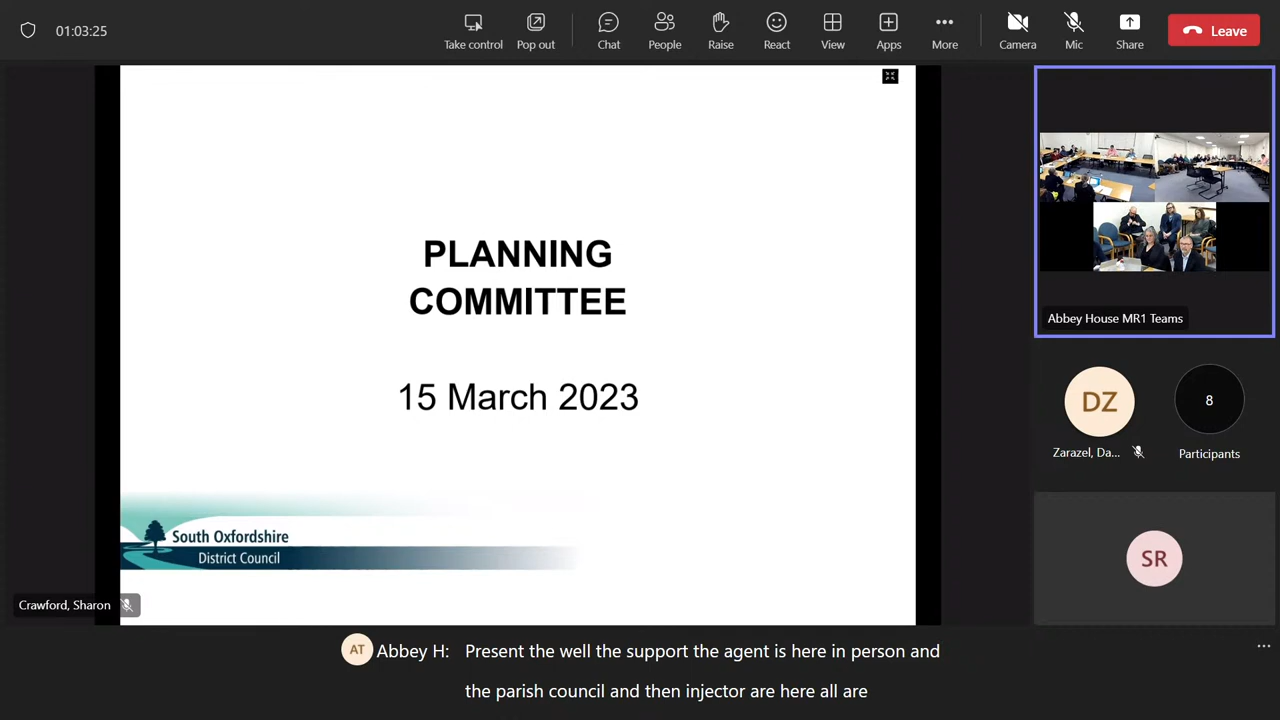 01:03:25
Take control
Pop out
Chat
People
Raise
React
View
Apps
More
Camera
Mic
Share
Leave
PLANNING
COMMITTEE
15 March 2023
South Oxfordshire
District Council
Crawford, Sharon
Abbey House MR1 Teams
DZ
8
Zarazel, Da...
Participants
SR
AT
Abbey H: Present the well the support the agent is here in person and
the parish council and then injector are here all are